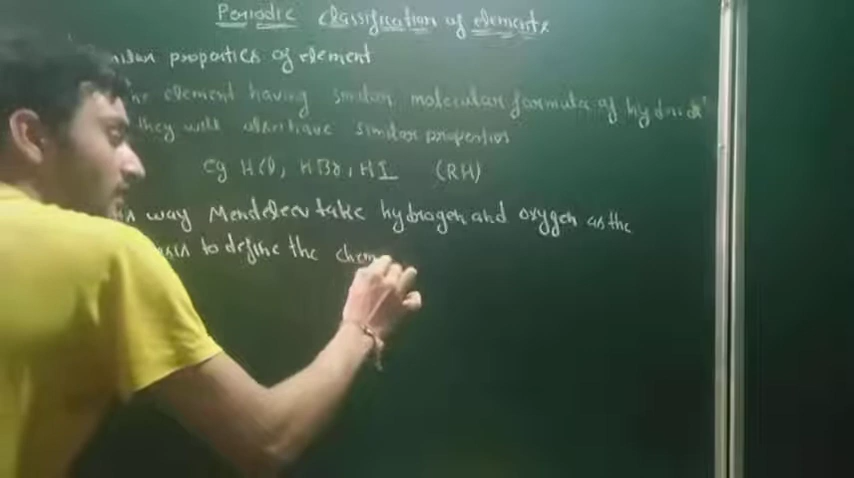 Periodic classification of elements
properties of element
element having similar molecular formula of hydride
they will also have similar properties
eg HCl, HBr, HI (RH)
way Mendeleev take hydrogen and oxygen as the
to define the chem